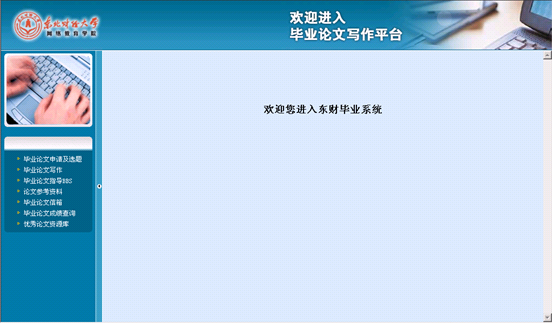 东北财经大学
网络教育学院
欢迎进入
毕业论文写作平台
欢迎您进入东财毕业系统
毕业论文申请及选题
毕业论文写作
毕业论文指导BBS
论文参考资料
毕业论文信箱
毕业论文成绩查询
优秀论文资源库